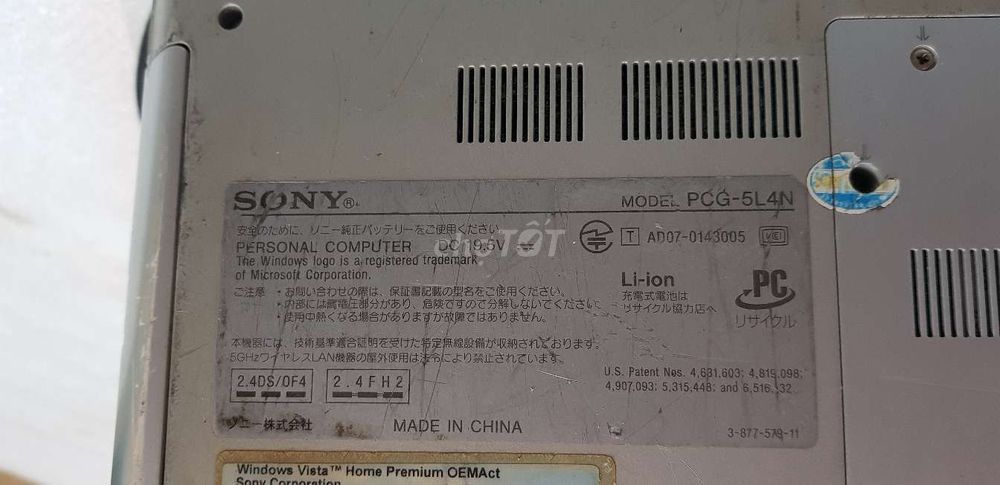 SONY®
MODEL PCG-5L4N
安全のために、ソニー純正バッテリーをご使用ください。
PERSONAL COMPUTER DC 19.5V
T AD07-0143005 VCCI
The Windows logo is a registered trademark
of Microsoft Corporation.
Li-ion
充電式電池は
リサイクル協力店へ
PC
リサイクル
ご注意 ・お問い合わせの際は、保証書記載の型名をご使用ください。
・内部には高電圧部分があり、危険ですので分解しないでください。
・使用中熱くなる場合がありますが故障ではありません。
本機器には、技術基準適合証明を受けた特定無線設備が収納されております。
5GHzワイヤレスLAN機器の屋外使用は法令により禁止されています。
U.S. Patent Nos. 4,631,603; 4,819,098;
4,907,093; 5,315,448; and 6,516,132.
2.4DS/OF4
2.4FH2
ソニー株式会社
MADE IN CHINA
3-877-579-11
Windows Vista™ Home Premium OEMAct
Sony Corporation
chợTỐT